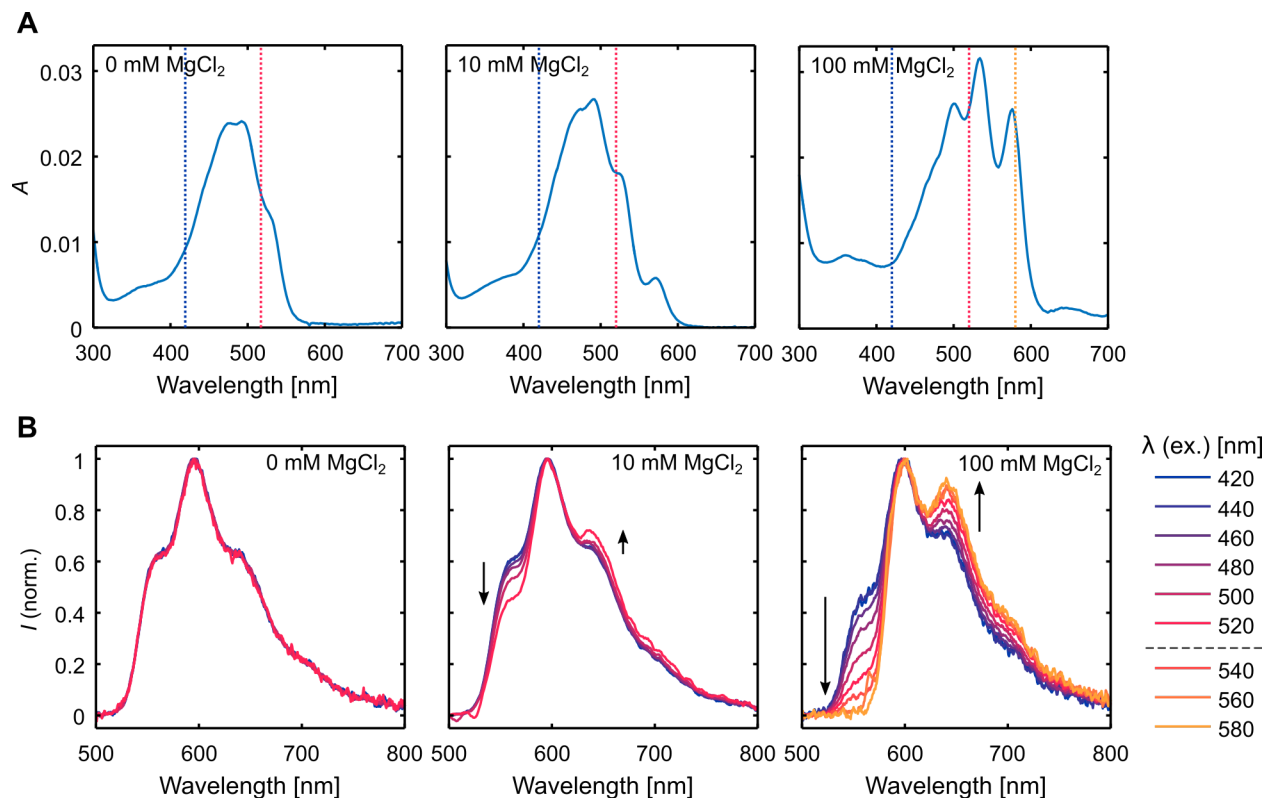 A
0 mM MgCl₂
10 mM MgCl₂
100 mM MgCl₂
A
0.03
0.02
0.01
0
300 400 500 600 700
300 400 500 600 700
300 400 500 600 700
Wavelength [nm]
Wavelength [nm]
Wavelength [nm]
B
0 mM MgCl₂
10 mM MgCl₂
100 mM MgCl₂
I (norm.)
1
0.8
0.6
0.4
0.2
0
500 600 700 800
500 600 700 800
500 600 700 800
Wavelength [nm]
Wavelength [nm]
Wavelength [nm]
λ (ex.) [nm]
420
440
460
480
500
520
540
560
580